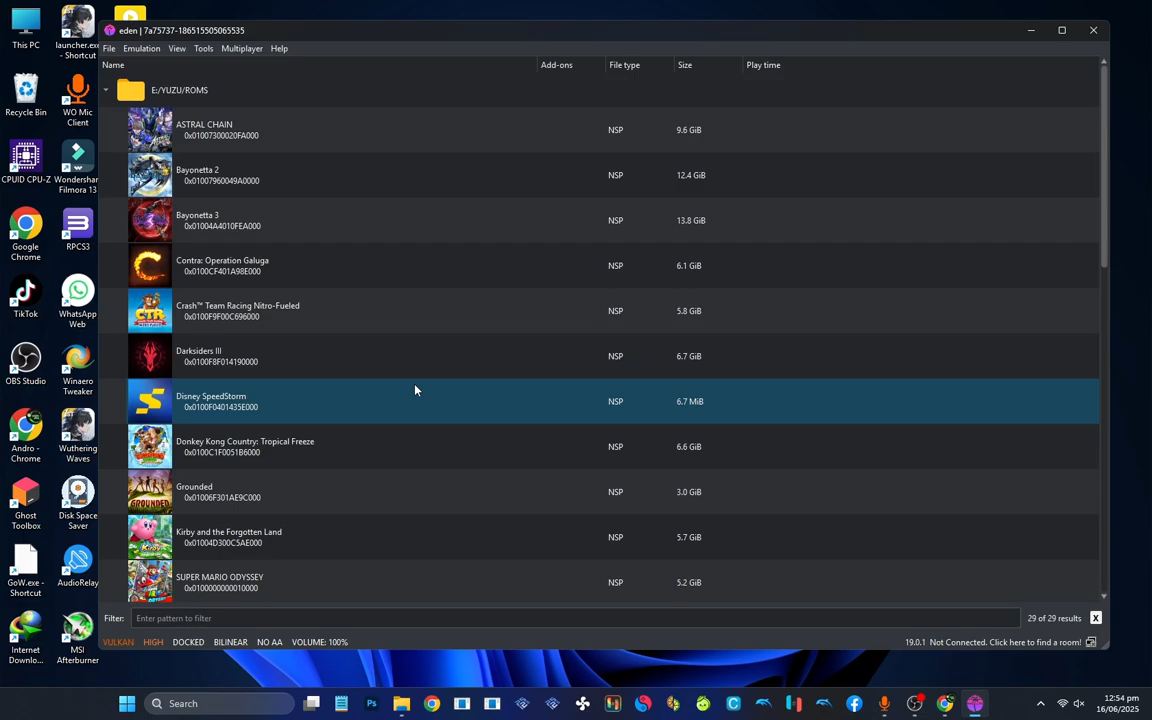 This PC
launcher.exe
- Shortcut
Recycle Bin
WO Mic
Client
CPUID CPU-Z
Wondershare
Filmora 13
Google
Chrome
RPCS3
TikTok
WhatsApp
Web
OBS Studio
Winaero
Tweaker
Andro -
Chrome
Wuthering
Waves
Ghost
Toolbox
Disk Space
Saver
GoW.exe -
Shortcut
AudioRelay
Internet
Downlo...
MSI
Afterburner
eden | 7a75737-186515505065535
File Emulation View Tools Multiplayer Help
Name Add-ons File type Size Play time
E:/YUZU/ROMS
ASTRAL CHAIN
0x01007300020FA000
NSP 9.6 GiB
Bayonetta 2
0x01007960049A0000
NSP 12.4 GiB
Bayonetta 3
0x01004A4010FEA000
NSP 13.8 GiB
Contra: Operation Galuga
0x0100CF401A98E000
NSP 6.1 GiB
CTR
Crash™ Team Racing Nitro-Fueled
0x0100F9F00C696000
NSP 5.8 GiB
Darksiders III
0x0100F8F014190000
NSP 6.7 GiB
Disney SpeedStorm
0x0100F0401435E000
NSP 6.7 MiB
Donkey Kong Country: Tropical Freeze
0x0100C1F0051B6000
NSP 6.6 GiB
GROUNDED
Grounded
0x01006F301AE9C000
NSP 3.0 GiB
Kirby and the Forgotten Land
0x01004D300C5AE000
NSP 5.7 GiB
SUPER MARIO ODYSSEY
0x0100000000010000
NSP 5.2 GiB
Filter: Enter pattern to filter 29 of 29 results X
VULKAN HIGH DOCKED BILINEAR NO AA VOLUME: 100% 19.0.1 Not Connected. Click here to find a room!
Search
12:54 pm
16/06/2025